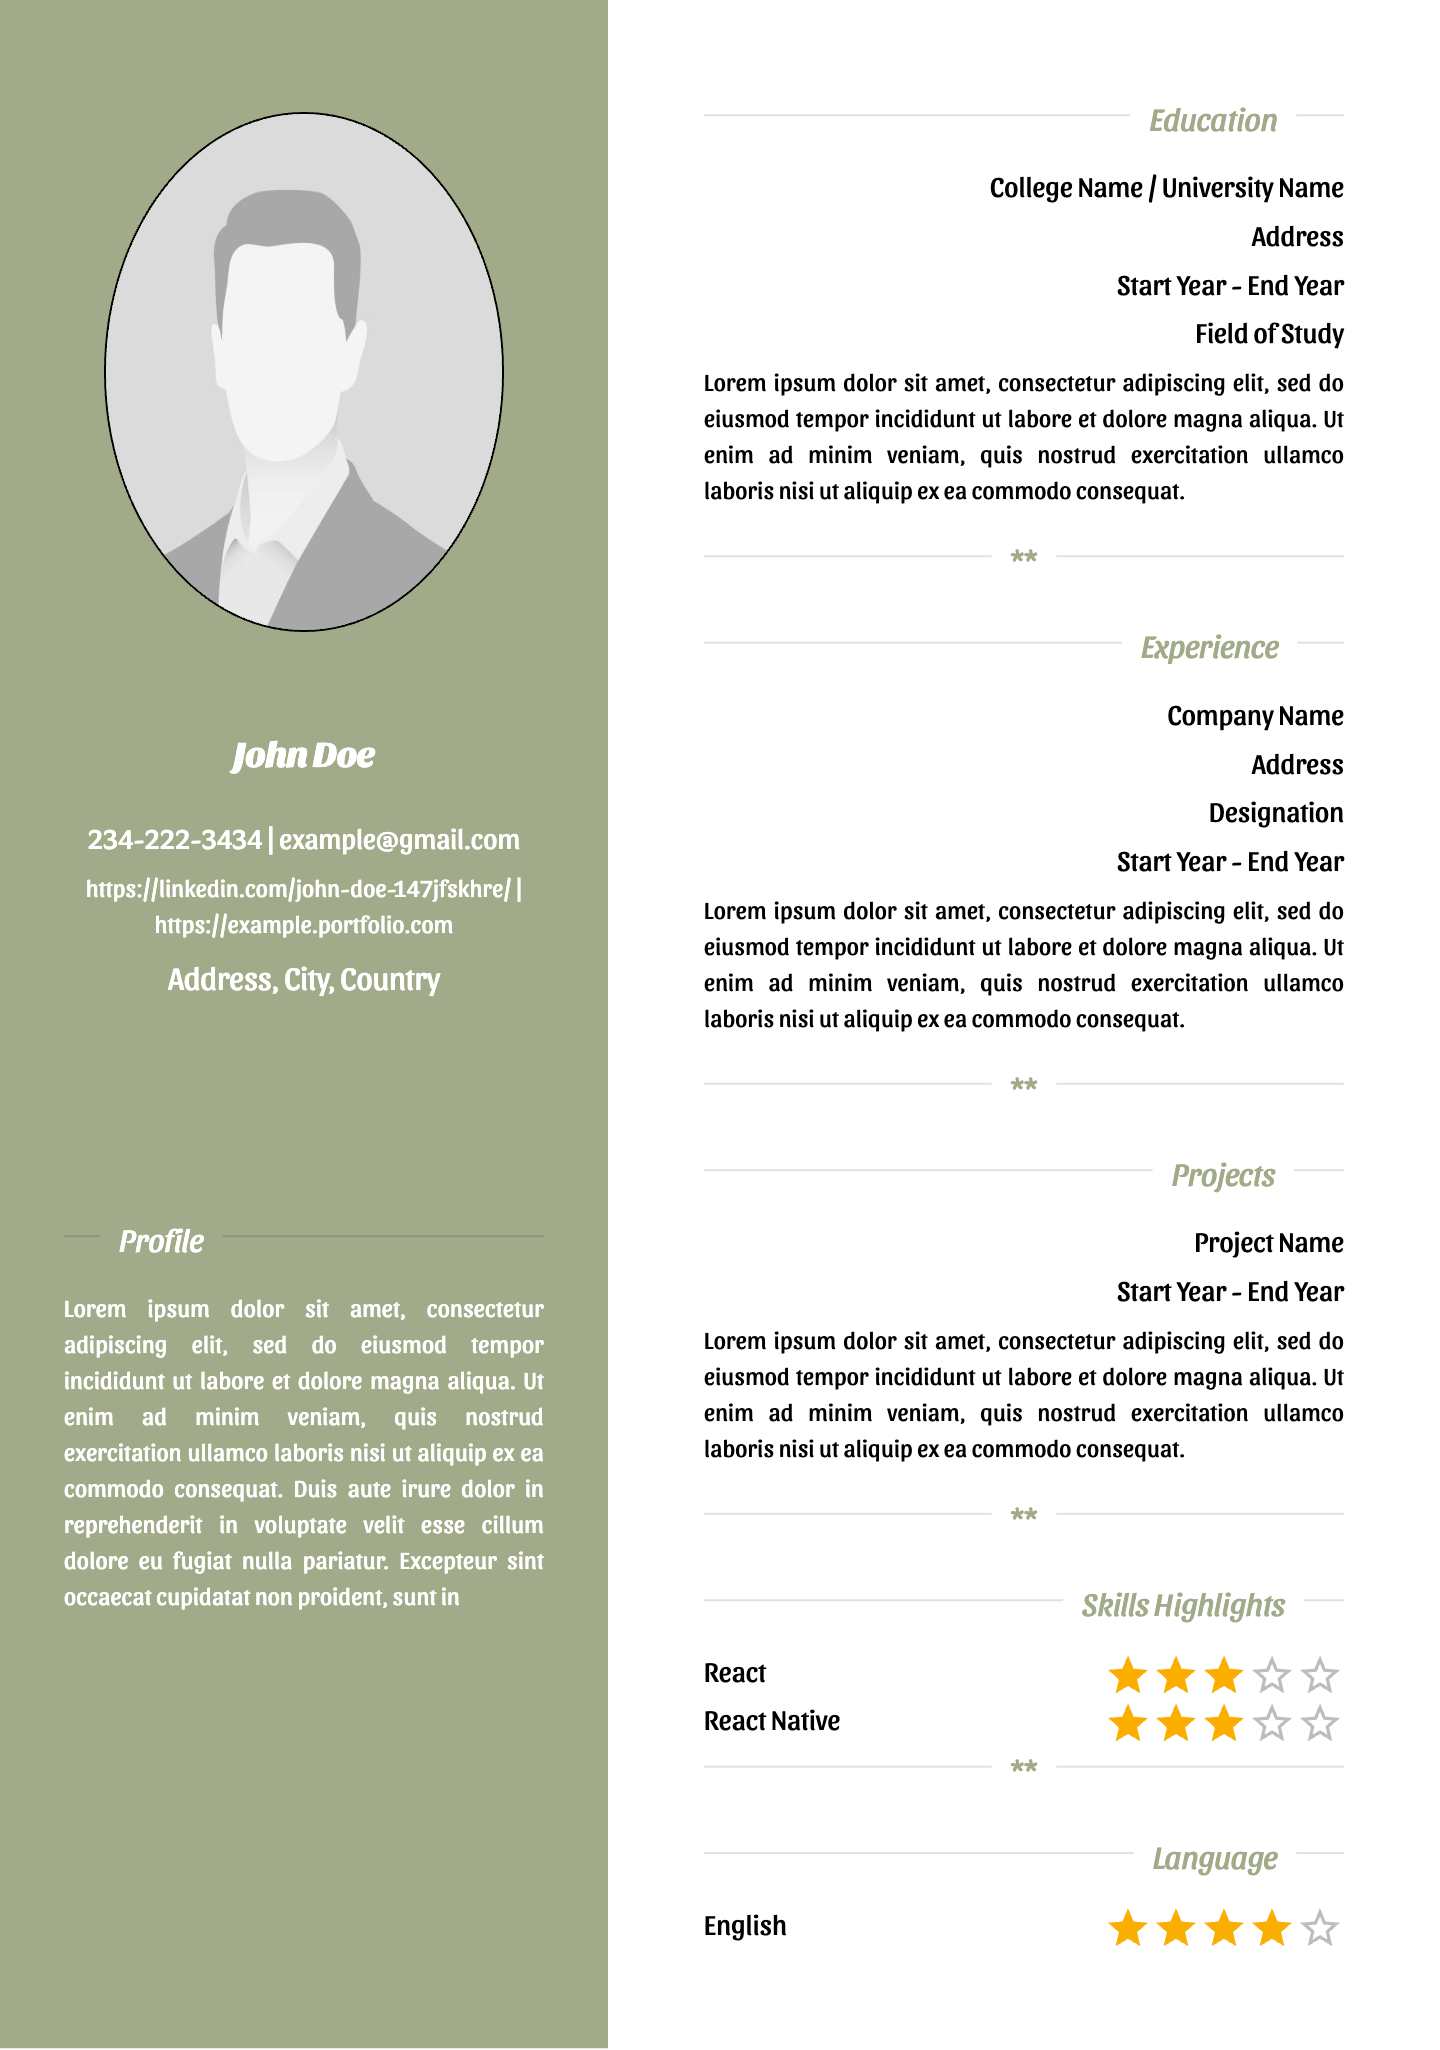 John Doe
234-222-3434 | example@gmail.com
https://linkedin.com/john-doe-147jfskhre/ |
https://example.portfolio.com
Address, City, Country
Profile
Lorem ipsum dolor sit amet, consectetur
adipiscing elit, sed do eiusmod tempor
incididunt ut labore et dolore magna aliqua. Ut
enim ad minim veniam, quis nostrud
exercitation ullamco laboris nisi ut aliquip ex ea
commodo consequat. Duis aute irure dolor in
reprehenderit in voluptate velit esse cillum
dolore eu fugiat nulla pariatur. Excepteur sint
occaecat cupidatat non proident, sunt in
Education
College Name / University Name
Address
Start Year - End Year
Field of Study
Lorem ipsum dolor sit amet, consectetur adipiscing elit, sed do
eiusmod tempor incididunt ut labore et dolore magna aliqua. Ut
enim ad minim veniam, quis nostrud exercitation ullamco
laboris nisi ut aliquip ex ea commodo consequat.
**
Experience
Company Name
Address
Designation
Start Year - End Year
Lorem ipsum dolor sit amet, consectetur adipiscing elit, sed do
eiusmod tempor incididunt ut labore et dolore magna aliqua. Ut
enim ad minim veniam, quis nostrud exercitation ullamco
laboris nisi ut aliquip ex ea commodo consequat.
**
Projects
Project Name
Start Year - End Year
Lorem ipsum dolor sit amet, consectetur adipiscing elit, sed do
eiusmod tempor incididunt ut labore et dolore magna aliqua. Ut
enim ad minim veniam, quis nostrud exercitation ullamco
laboris nisi ut aliquip ex ea commodo consequat.
**
Skills Highlights
React
React Native
**
Language
English